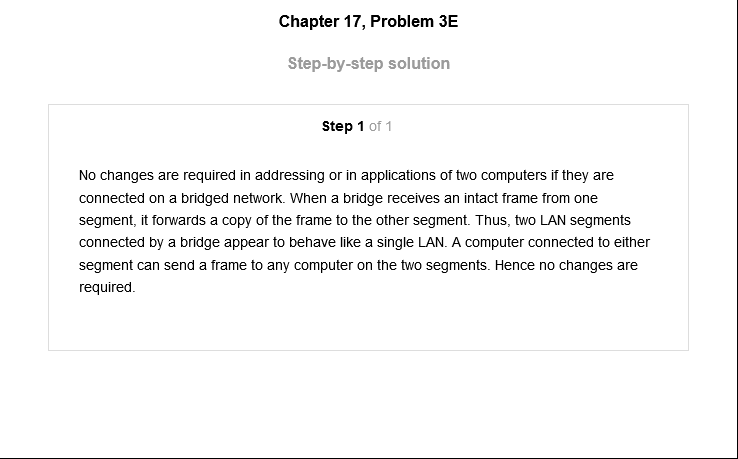 Chapter 17, Problem 3E
Step-by-step solution
Step 1 of 1
No changes are required in addressing or in applications of two computers if they are
connected on a bridged network. When a bridge receives an intact frame from one
segment, it forwards a copy of the frame to the other segment. Thus, two LAN segments
connected by a bridge appear to behave like a single LAN. A computer connected to either
segment can send a frame to any computer on the two segments. Hence no changes are
required.